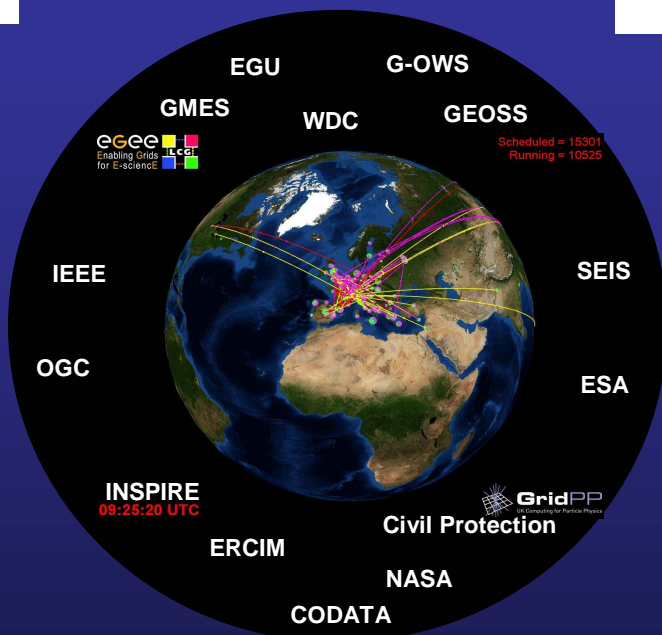 EGU
G-OWS
GMES
WDC
GEOSS
egee
Enabling Grids
for E-sciencE
LCG
Scheduled = 15301
Running = 10525
IEEE
SEIS
OGC
ESA
INSPIRE
09:25:20 UTC
GridPP
UK Computing for Particle Physics
Civil Protection
ERCIM
NASA
CODATA